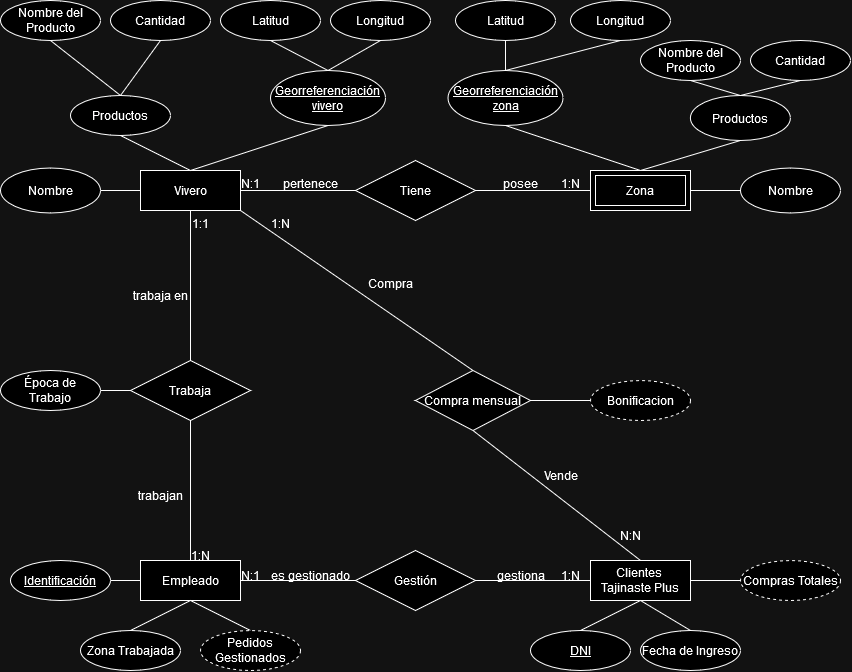 Nombre del
Producto
Cantidad
Latitud
Longitud
Latitud
Longitud
Nombre del
Producto
Cantidad
Productos
Georreferenciación
vivero
Georreferenciación
zona
Productos
Nombre
Vivero
N:1
pertenece
Tiene
posee
1:N
Zona
Nombre
1:1
1:N
Compra
trabaja en
Época de
Trabajo
Trabaja
Compra mensual
Bonificacion
Vende
trabajan
N:N
1:N
Identificación
Empleado
N:1
es gestionado
Gestión
gestiona
1:N
Clientes
Tajinaste Plus
Compras Totales
Zona Trabajada
Pedidos
Gestionados
DNI
Fecha de Ingreso